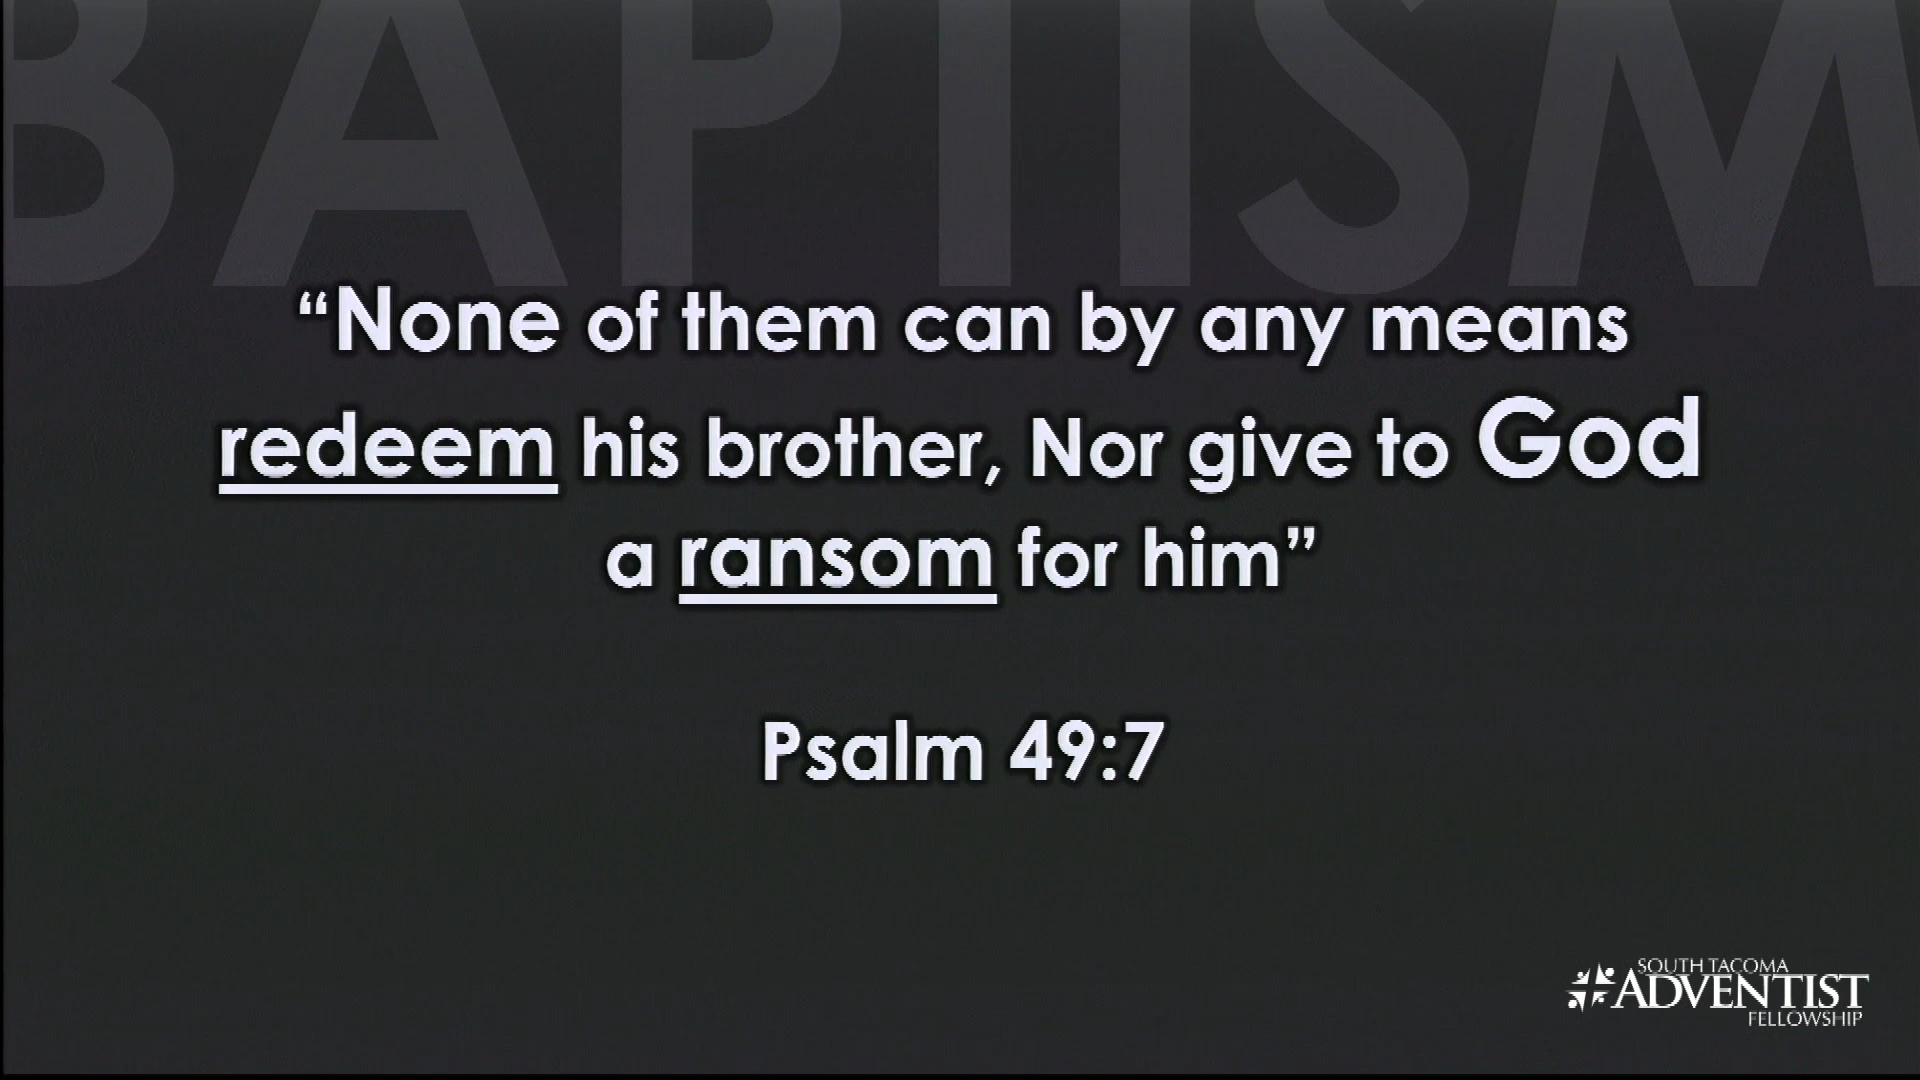 BAPTISM
“None of them can by any means
redeem his brother, Nor give to God
a ransom for him”
Psalm 49:7
SOUTH TACOMA
ADVENTIST
FELLOWSHIP